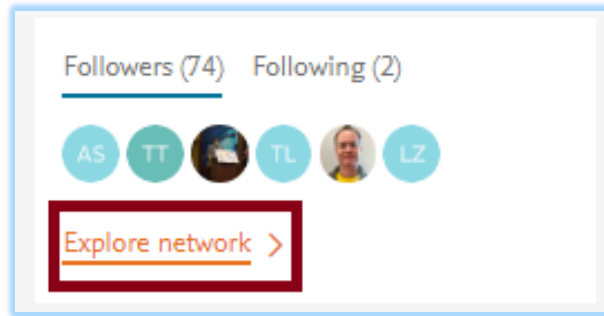 Followers (74) Following (2)
AS TT TL LZ
Explore network >